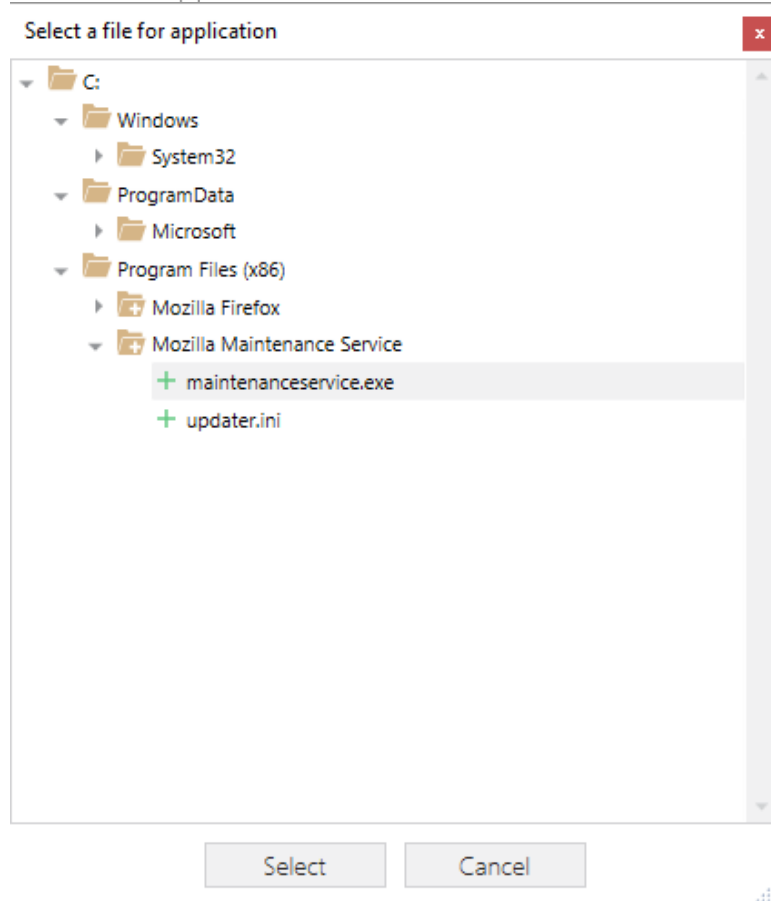 Select a file for application
x
C:
Windows
System32
ProgramData
Microsoft
Program Files (x86)
Mozilla Firefox
Mozilla Maintenance Service
maintenanceservice.exe
updater.ini
Select Cancel